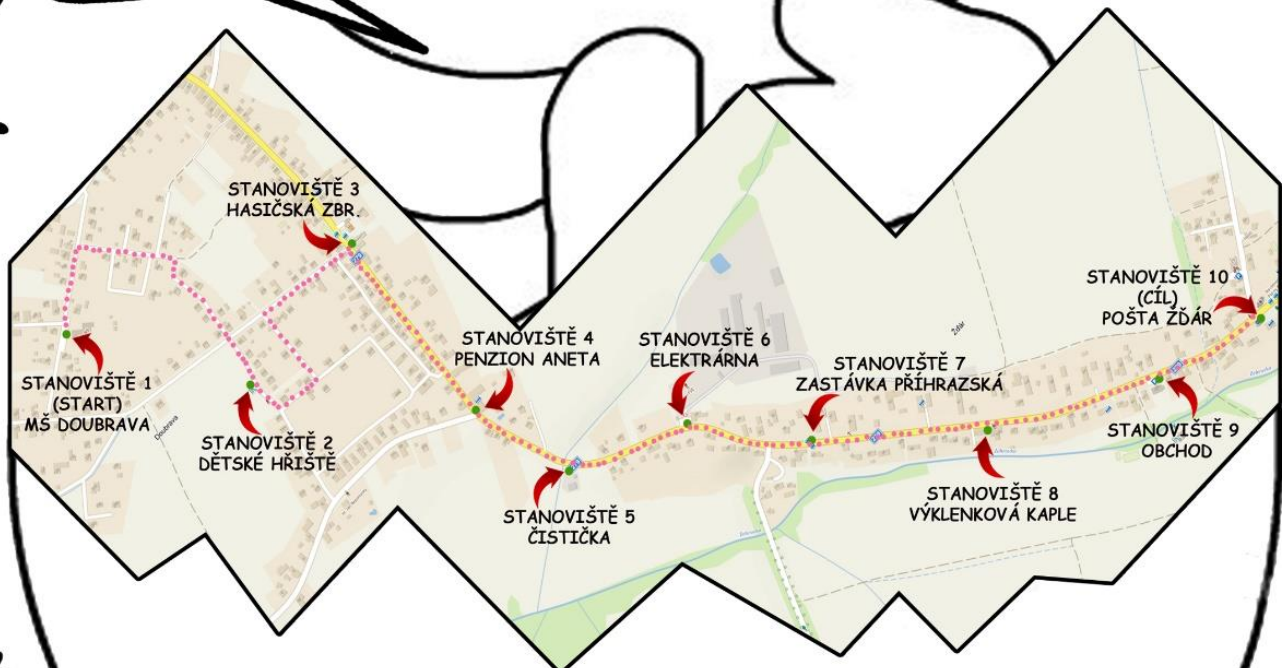 STANOVIŠTĚ 1
(START)
MŠ DOUBRAVA
STANOVIŠTĚ 2
DĚTSKÉ HŘIŠTĚ
STANOVIŠTĚ 3
HASIČSKÁ ZBR.
STANOVIŠTĚ 4
PENZION ANETA
STANOVIŠTĚ 5
ČISTIČKA
STANOVIŠTĚ 6
ELEKTRÁRNA
STANOVIŠTĚ 7
ZASTÁVKA PŘÍHRAZSKÁ
STANOVIŠTĚ 8
VÝKLENKOVÁ KAPLE
STANOVIŠTĚ 9
OBCHOD
STANOVIŠTĚ 10
(CÍL)
POŠTA ŽĎÁR
Doubrava
Žďár